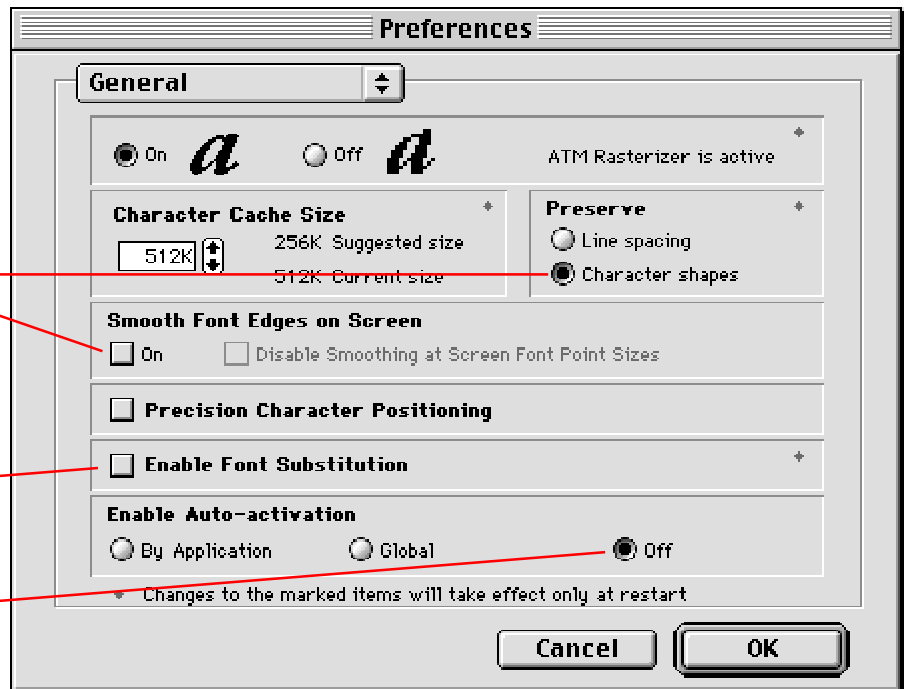 Preferences
General
On Off ATM Rasterizer is active
Character Cache Size
512K 256K Suggested size
512K Current size
Preserve
Line spacing
Character shapes
Smooth Font Edges on Screen
On Disable Smoothing at Screen Font Point Sizes
Precision Character Positioning
Enable Font Substitution
Enable Auto-activation
By Application Global Off
Changes to the marked items will take effect only at restart
Cancel OK